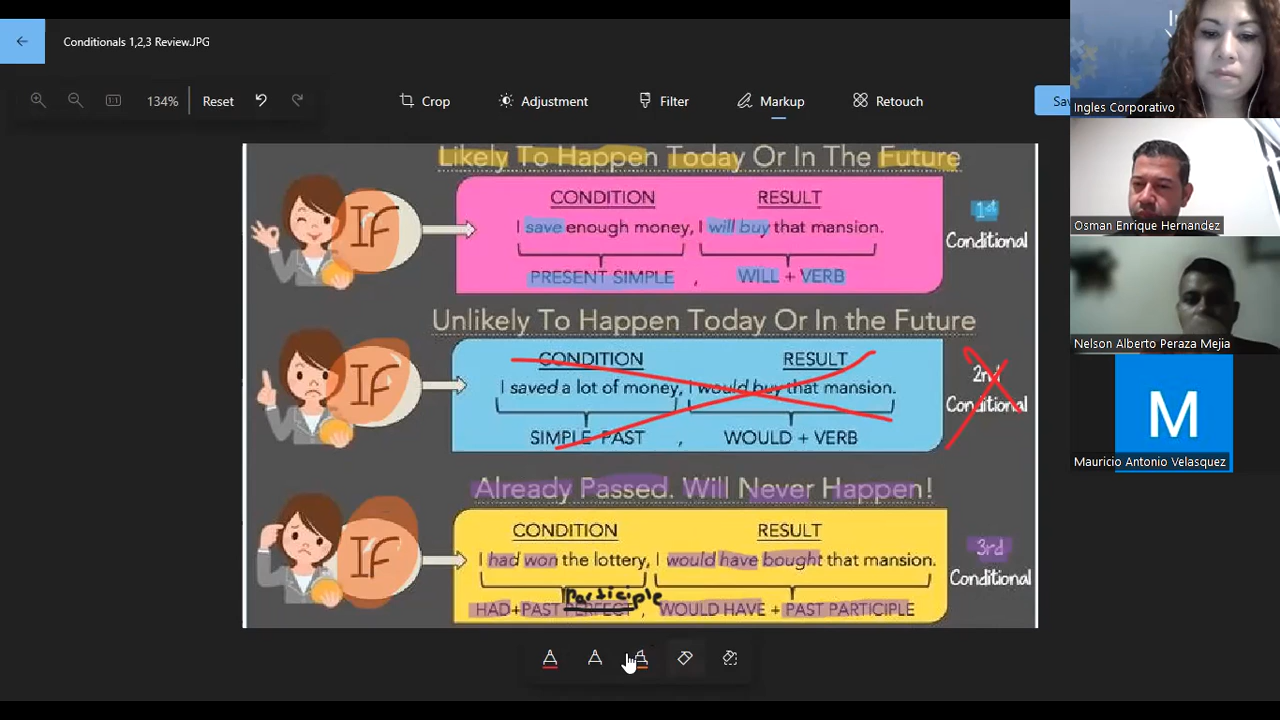 Conditionals 1,2,3 Review.JPG
134% Reset Crop Adjustment Filter Markup Retouch
Ingles Corporativo
Osman Enrique Hernandez
Nelson Alberto Peraza Mejia
M
Mauricio Antonio Velasquez
Likely To Happen Today Or In The Future
IF
CONDITION RESULT
I save enough money, I will buy that mansion.
PRESENT SIMPLE , WILL + VERB
1st
Conditional
Unlikely To Happen Today Or In the Future
IF
CONDITION RESULT
I saved a lot of money, I would buy that mansion.
SIMPLE PAST , WOULD + VERB
2nd
Conditional
Already Passed. Will Never Happen!
IF
CONDITION RESULT
I had won the lottery, I would have bought that mansion.
Participle
HAD+PAST PERFECT , WOULD HAVE + PAST PARTICIPLE
3rd
Conditional